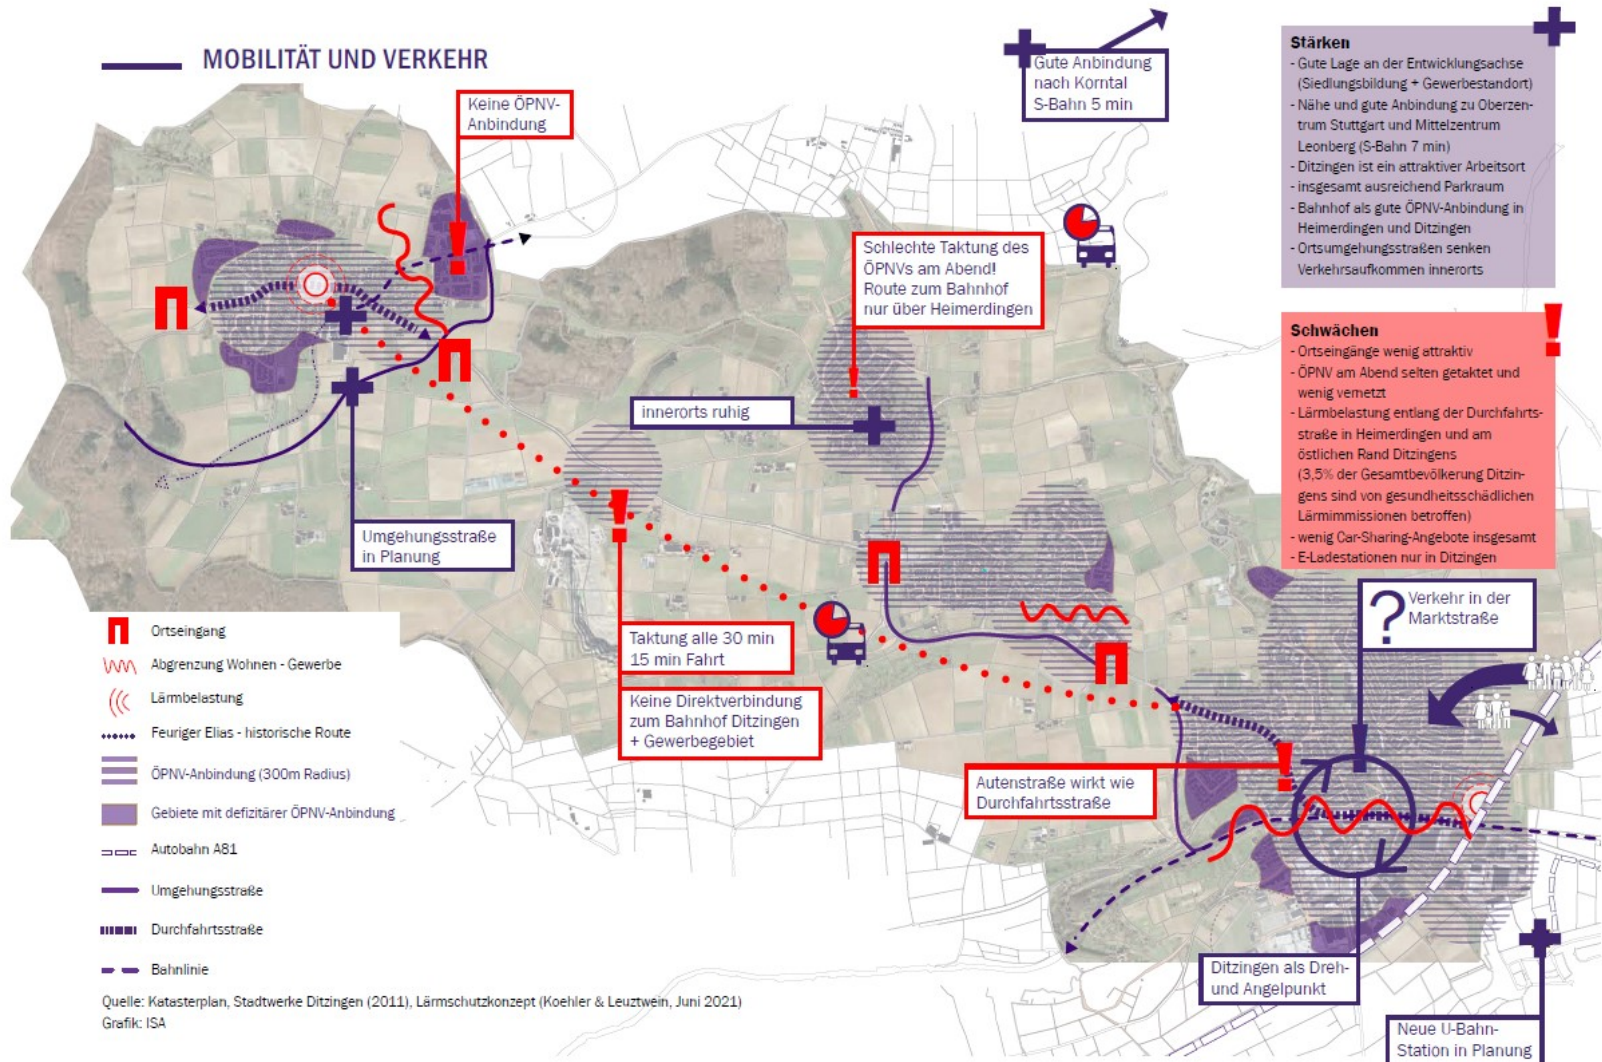 MOBILITÄT UND VERKEHR
Keine ÖPNV-
Anbindung
Gute Anbindung
nach Korntal
S-Bahn 5 min
Stärken
- Gute Lage an der Entwicklungsachse
(Siedlungsbildung + Gewerbestandort)
- Nähe und gute Anbindung zu Oberzen-
trum Stuttgart und Mittelzentrum
Leonberg (S-Bahn 7 min)
- Ditzingen ist ein attraktiver Arbeitsort
- insgesamt ausreichend Parkraum
- Bahnhof als gute ÖPNV-Anbindung in
Heimerdingen und Ditzingen
- Ortsumgehungsstraßen senken
Verkehrsaufkommen innerorts
Schlechte Taktung des
ÖPNVs am Abend!
Route zum Bahnhof
nur über Heimerdingen
Schwächen
- Ortseingänge wenig attraktiv
- ÖPNV am Abend selten getaktet und
wenig vernetzt
- Lärmbelastung entlang der Durchfahrts-
straße in Heimerdingen und am
östlichen Rand Ditzingens
(3,5% der Gesamtbevölkerung Ditzin-
gens sind von gesundheitsschädlichen
Lärmimmissionen betroffen)
- wenig Car-Sharing-Angebote insgesamt
- E-Ladestationen nur in Ditzingen
innerorts ruhig
Umgehungsstraße
in Planung
? Verkehr in der
Marktstraße
Taktung alle 30 min
15 min Fahrt
Keine Direktverbindung
zum Bahnhof Ditzingen
+ Gewerbegebiet
Autenstraße wirkt wie
Durchfahrtsstraße
Ditzingen als Dreh-
und Angelpunkt
Neue U-Bahn-
Station in Planung
Ortseingang
Abgrenzung Wohnen - Gewerbe
Lärmbelastung
Feuriger Elias - historische Route
ÖPNV-Anbindung (300m Radius)
Gebiete mit defizitärer ÖPNV-Anbindung
Autobahn A81
Umgehungsstraße
Durchfahrtsstraße
Bahnlinie
Quelle: Katasterplan, Stadtwerke Ditzingen (2011), Lärmschutzkonzept (Koehler & Leuztwein, Juni 2021)
Grafik: ISA